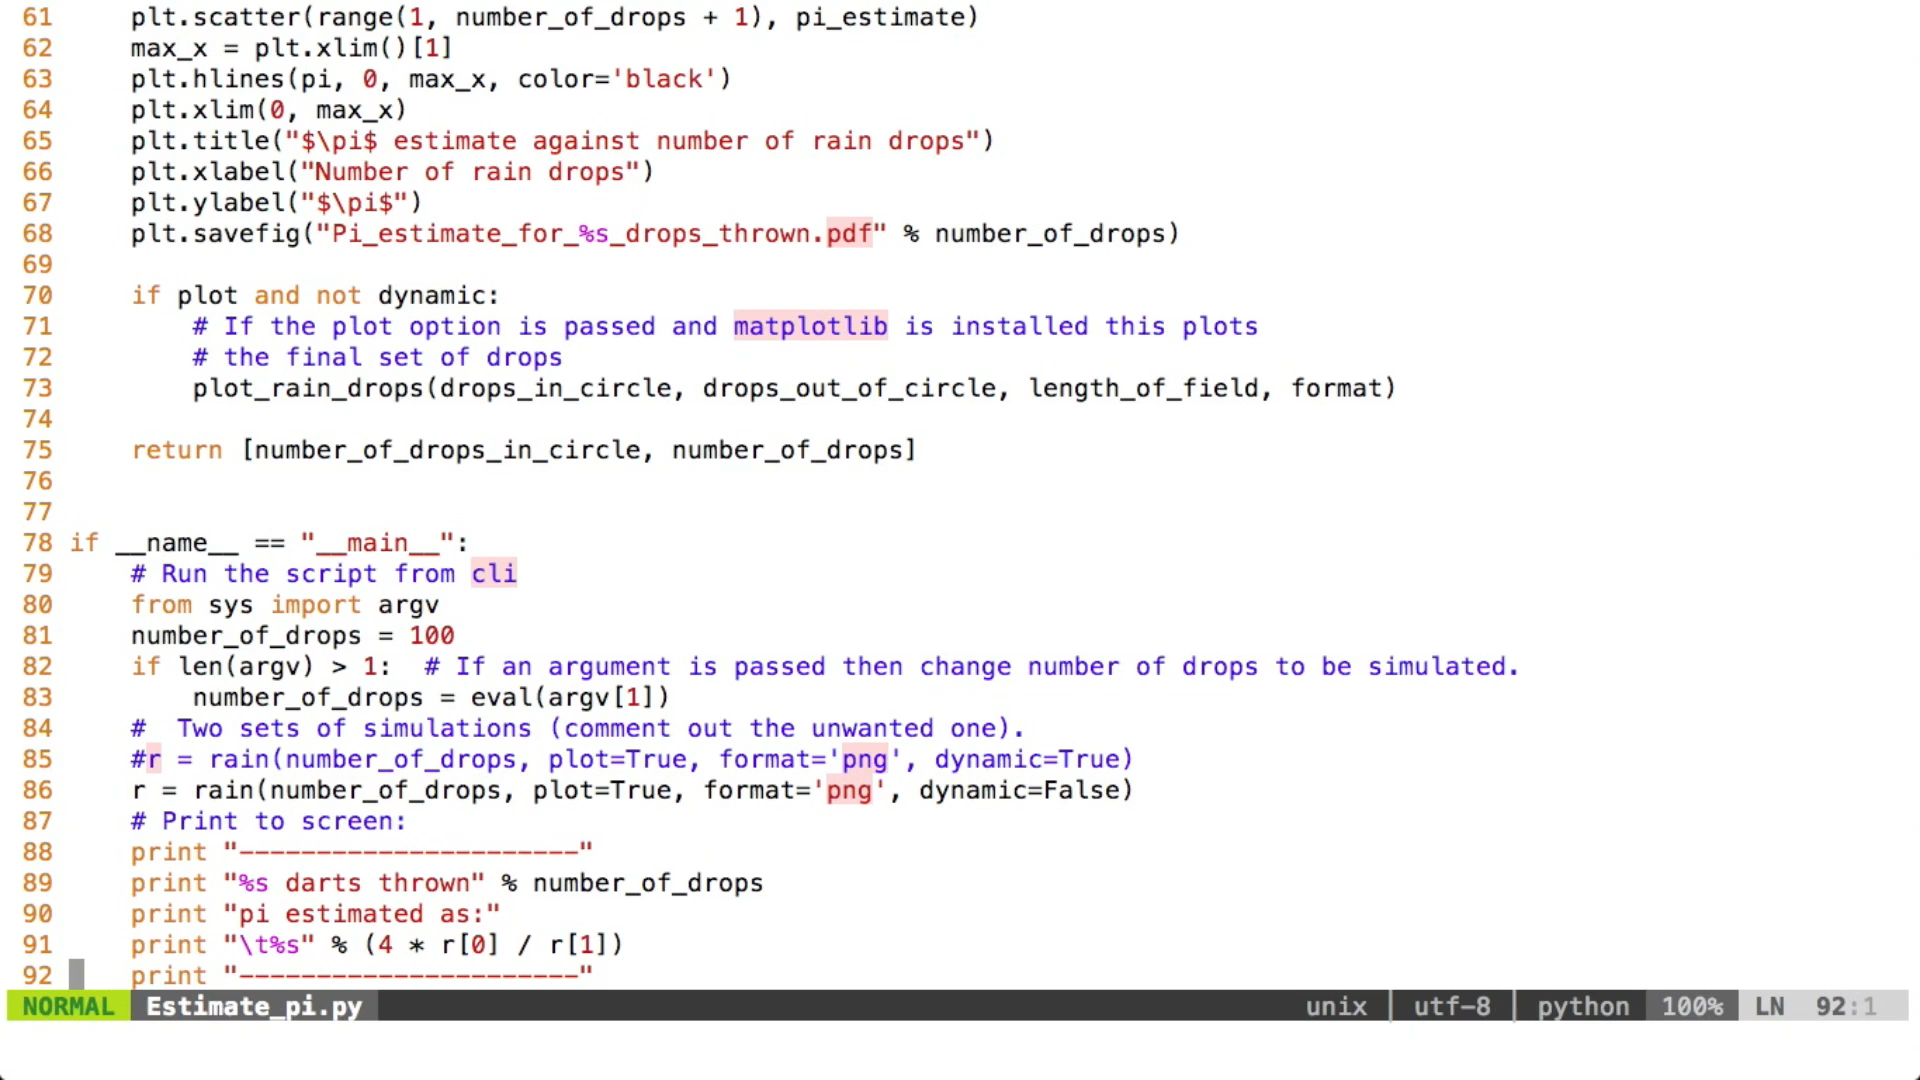 61     plt.scatter(range(1, number_of_drops + 1), pi_estimate)
62     max_x = plt.xlim()[1]
63     plt.hlines(pi, 0, max_x, color='black')
64     plt.xlim(0, max_x)
65     plt.title("$\pi$ estimate against number of rain drops")
66     plt.xlabel("Number of rain drops")
67     plt.ylabel("$\pi$")
68     plt.savefig("Pi_estimate_for_%s_drops_thrown.pdf" % number_of_drops)
69
70     if plot and not dynamic:
71         # If the plot option is passed and matplotlib is installed this plots
72         # the final set of drops
73         plot_rain_drops(drops_in_circle, drops_out_of_circle, length_of_field, format)
74
75     return [number_of_drops_in_circle, number_of_drops]
76
77
78 if __name__ == "__main__":
79     # Run the script from cli
80     from sys import argv
81     number_of_drops = 100
82     if len(argv) > 1:  # If an argument is passed then change number of drops to be simulated.
83         number_of_drops = eval(argv[1])
84     #  Two sets of simulations (comment out the unwanted one).
85     #r = rain(number_of_drops, plot=True, format='png', dynamic=True)
86     r = rain(number_of_drops, plot=True, format='png', dynamic=False)
87     # Print to screen:
88     print "----------------------"
89     print "%s darts thrown" % number_of_drops
90     print "pi estimated as:"
91     print "\t%s" % (4 * r[0] / r[1])
92     print "----------------------"
NORMAL Estimate_pi.py unix | utf-8 | python 100% LN 92:1